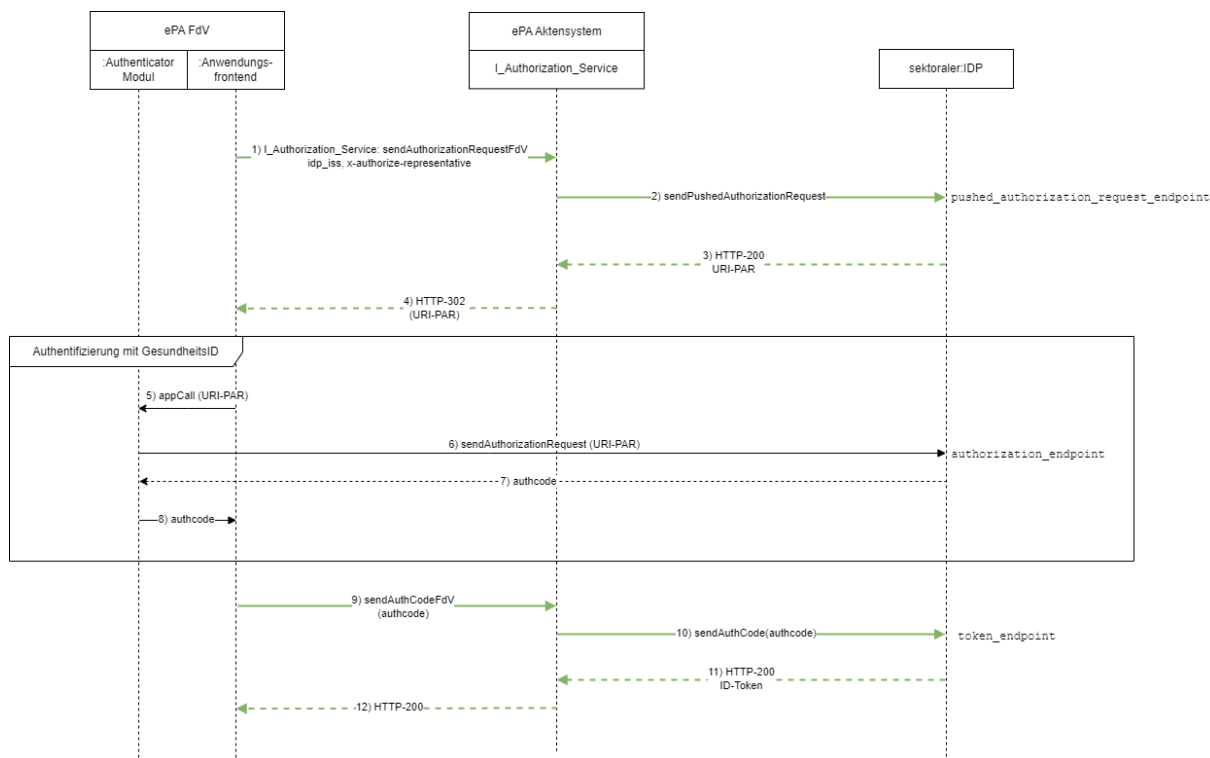 ePA FdV
:Authenticator
Modul
:Anwendungs-
frontend
ePA Aktensystem
I_Authorization_Service
sektoraler:IDP
1) I_Authorization_Service: sendAuthorizationRequestFdV
idp_iss, x-authorize-representative
2) sendPushedAuthorizationRequest
pushed_authorization_request_endpoint
3) HTTP-200
URI-PAR
4) HTTP-302
(URI-PAR)
Authentifizierung mit GesundheitsID
5) appCall (URI-PAR)
6) sendAuthorizationRequest (URI-PAR)
authorization_endpoint
7) authcode
8) authcode
9) sendAuthCodeFdV
(authcode)
10) sendAuthCode(authcode)
token_endpoint
11) HTTP-200
ID-Token
12) HTTP-200